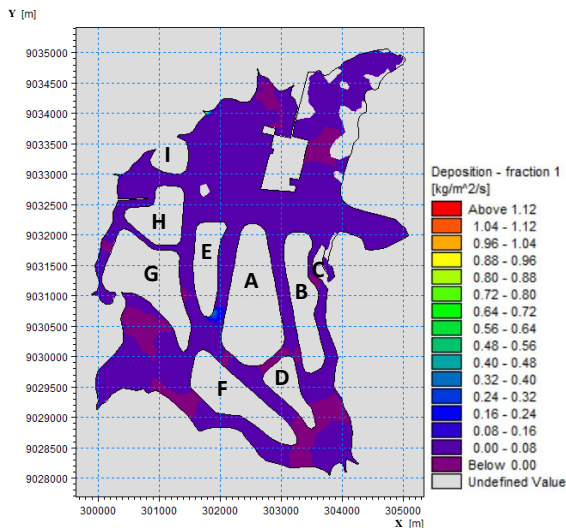 Y [m]
9035000
9034500
9034000
9033500
9033000
9032500
9032000
9031500
9031000
9030500
9030000
9029500
9029000
9028500
9028000
I
H
E
G
A
C
B
D
F
300000 301000 302000 303000 304000 305000
X [m]
Deposition - fraction 1
[kg/m^2/s]
Above 1.12
1.04 - 1.12
0.96 - 1.04
0.88 - 0.96
0.80 - 0.88
0.72 - 0.80
0.64 - 0.72
0.56 - 0.64
0.48 - 0.56
0.40 - 0.48
0.32 - 0.40
0.24 - 0.32
0.16 - 0.24
0.08 - 0.16
0.00 - 0.08
Below 0.00
Undefined Value